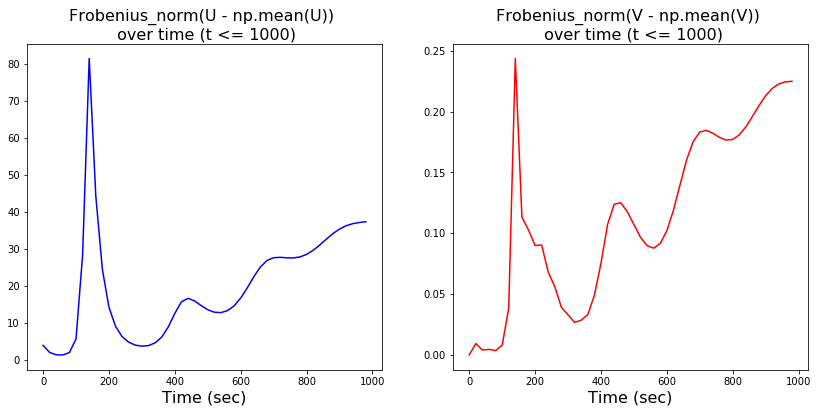 Frobenius_norm(U - np.mean(U))
over time (t <= 1000)
80
70
60
50
40
30
20
10
0
0 200 400 600 800 1000
Time (sec)
Frobenius_norm(V - np.mean(V))
over time (t <= 1000)
0.25
0.20
0.15
0.10
0.05
0.00
0 200 400 600 800 1000
Time (sec)